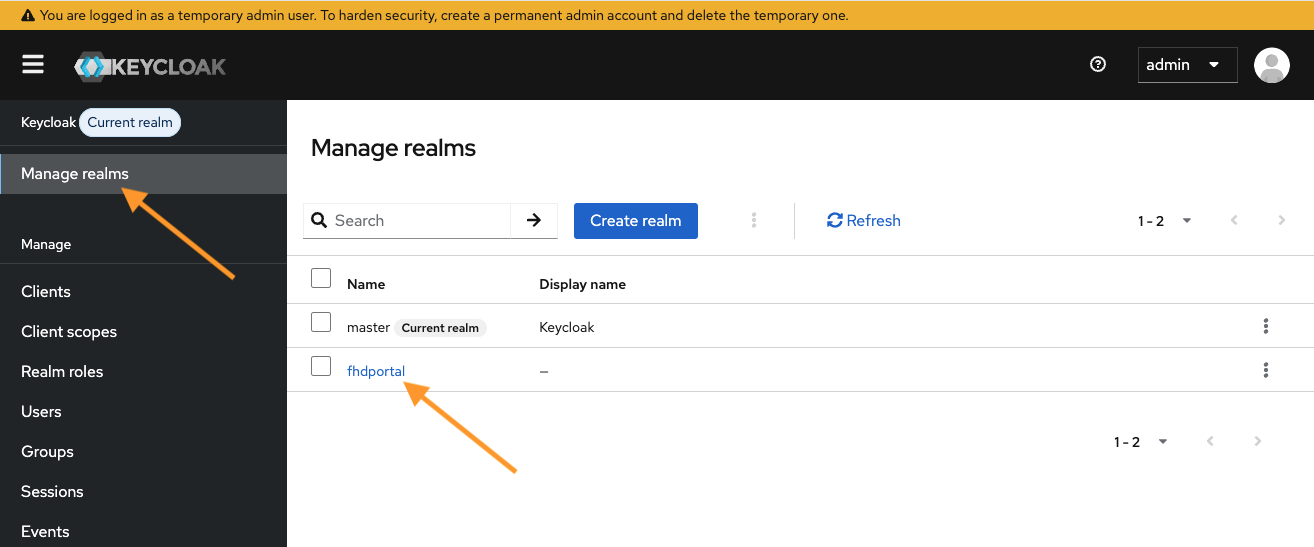 You are logged in as a temporary admin user. To harden security, create a permanent admin account and delete the temporary one.
KEYCLOAK
admin
Keycloak Current realm
Manage realms
Manage
Clients
Client scopes
Realm roles
Users
Groups
Sessions
Events
Manage realms
Search
Create realm
Refresh
1 - 2
Name Display name
master Current realm Keycloak
fhdportal –
1 - 2